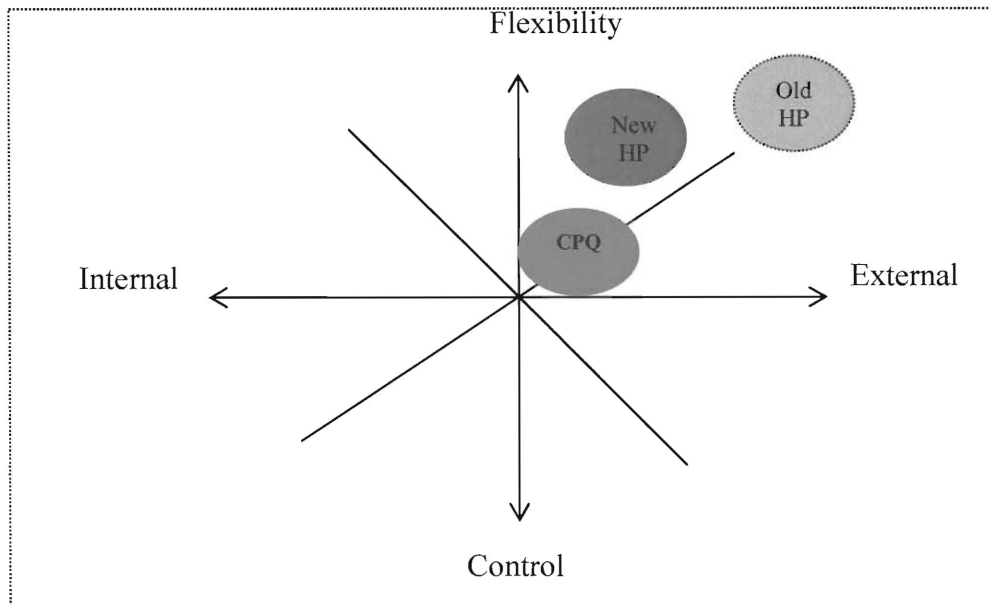 Flexibility
Old
HP
New
HP
CPQ
Internal
External
Control